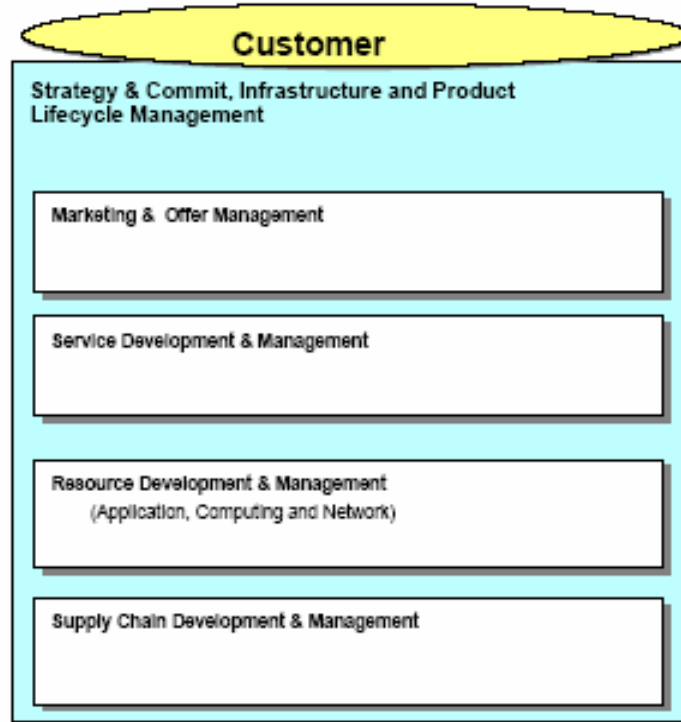 Customer
Strategy & Commit, Infrastructure and Product
Lifecycle Management
Marketing & Offer Management
Service Development & Management
Resource Development & Management
(Application, Computing and Network)
Supply Chain Development & Management